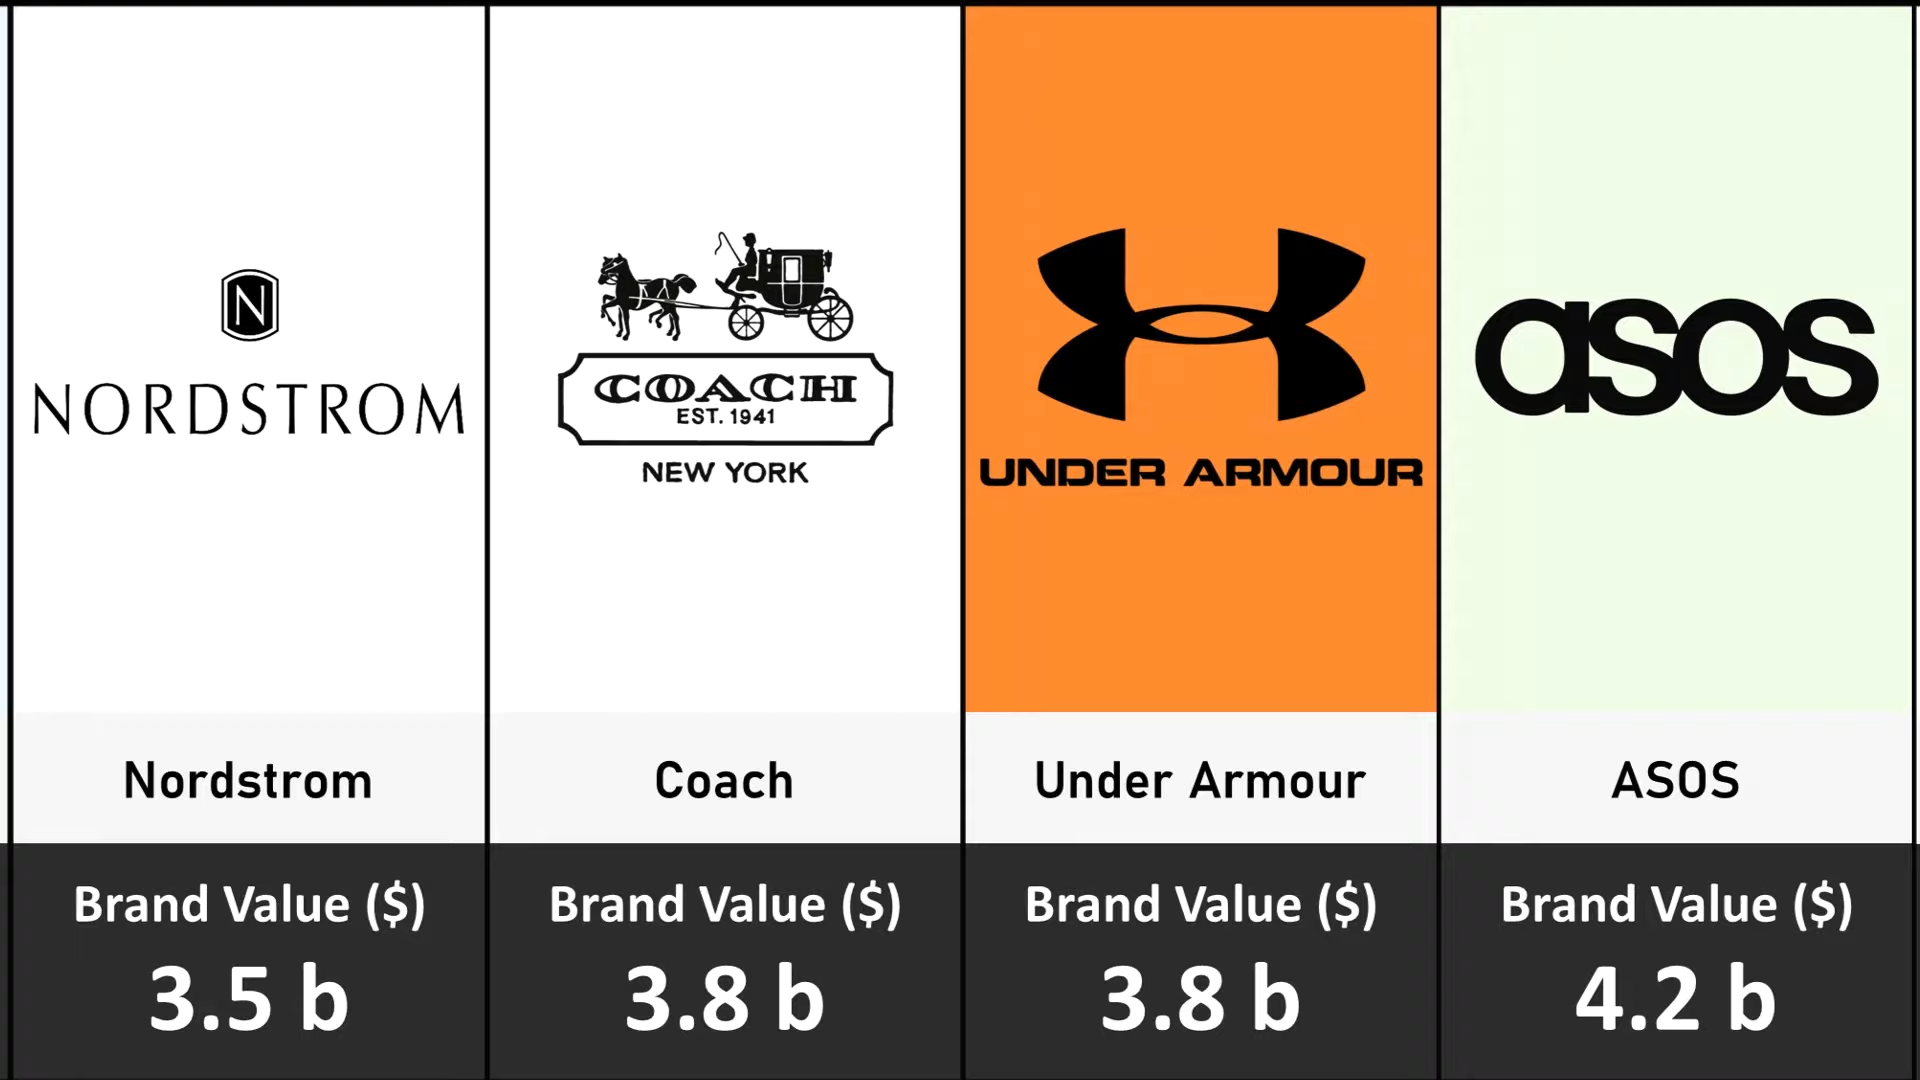 N
NORDSTROM
COACH
EST. 1941
NEW YORK
UNDER ARMOUR
asos
Nordstrom
Coach
Under Armour
ASOS
Brand Value ($)
3.5 b
Brand Value ($)
3.8 b
Brand Value ($)
3.8 b
Brand Value ($)
4.2 b